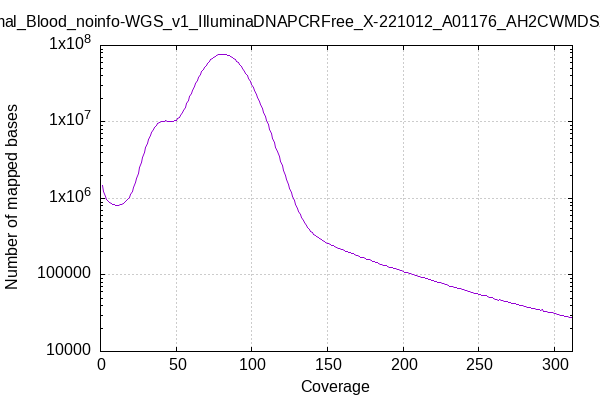 nal_Blood_noinfo-WGS_v1_IlluminaDNAPCRFree_X-221012_A01176_AH2CWMDS
1x10^8
1x10^7
1x10^6
100000
10000
Number of mapped bases
0 50 100 150 200 250 300
Coverage